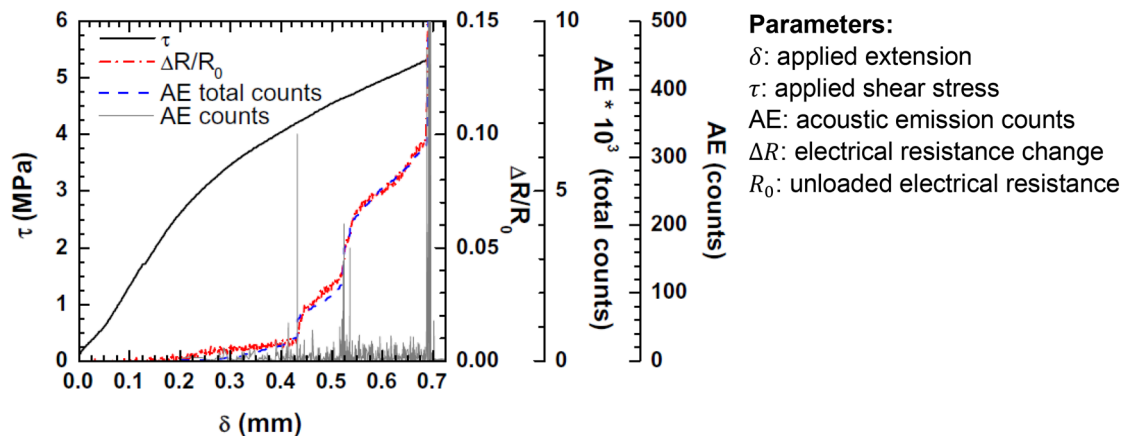 τ
ΔR/R₀
AE total counts
AE counts
τ (MPa)
6
5
4
3
2
1
0
0.0 0.1 0.2 0.3 0.4 0.5 0.6 0.7
δ (mm)
0.15
0.10
0.05
0.00
ΔR/R₀
10
5
0
AE * 10³ (total counts)
500
400
300
200
100
0
AE (counts)
Parameters:
δ: applied extension
τ: applied shear stress
AE: acoustic emission counts
ΔR: electrical resistance change
R₀: unloaded electrical resistance